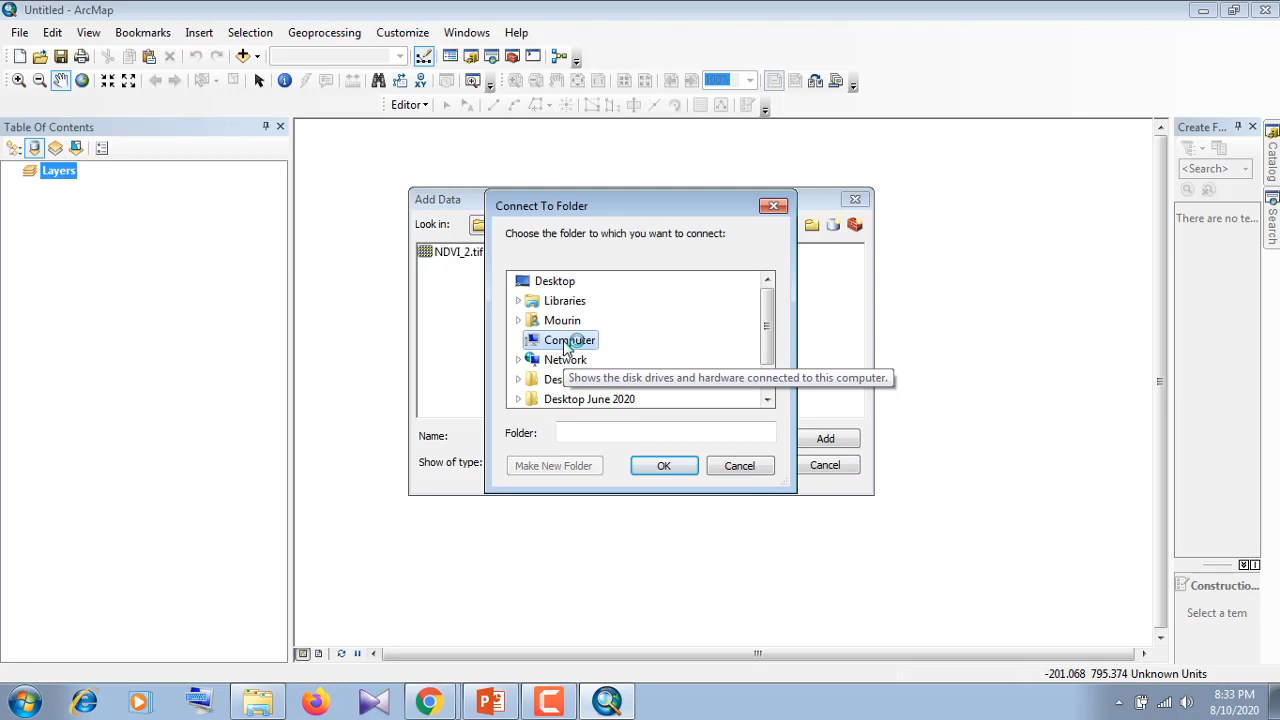 Untitled - ArcMap
File Edit View Bookmarks Insert Selection Geoprocessing Customize Windows Help
Editor
Table Of Contents
Layers
Create F...
<Search>
There are no te...
Catalog
Search
Add Data
Look in:
NDVI_2.tif
Name:
Show of type:
Add
Cancel
Connect To Folder
Choose the folder to which you want to connect:
Desktop
Libraries
Mourin
Computer
Network
Des
Shows the disk drives and hardware connected to this computer.
Desktop June 2020
Folder:
Make New Folder OK Cancel
Constructio...
Select a tem
-201.068 795.374 Unknown Units
8:33 PM
8/10/2020